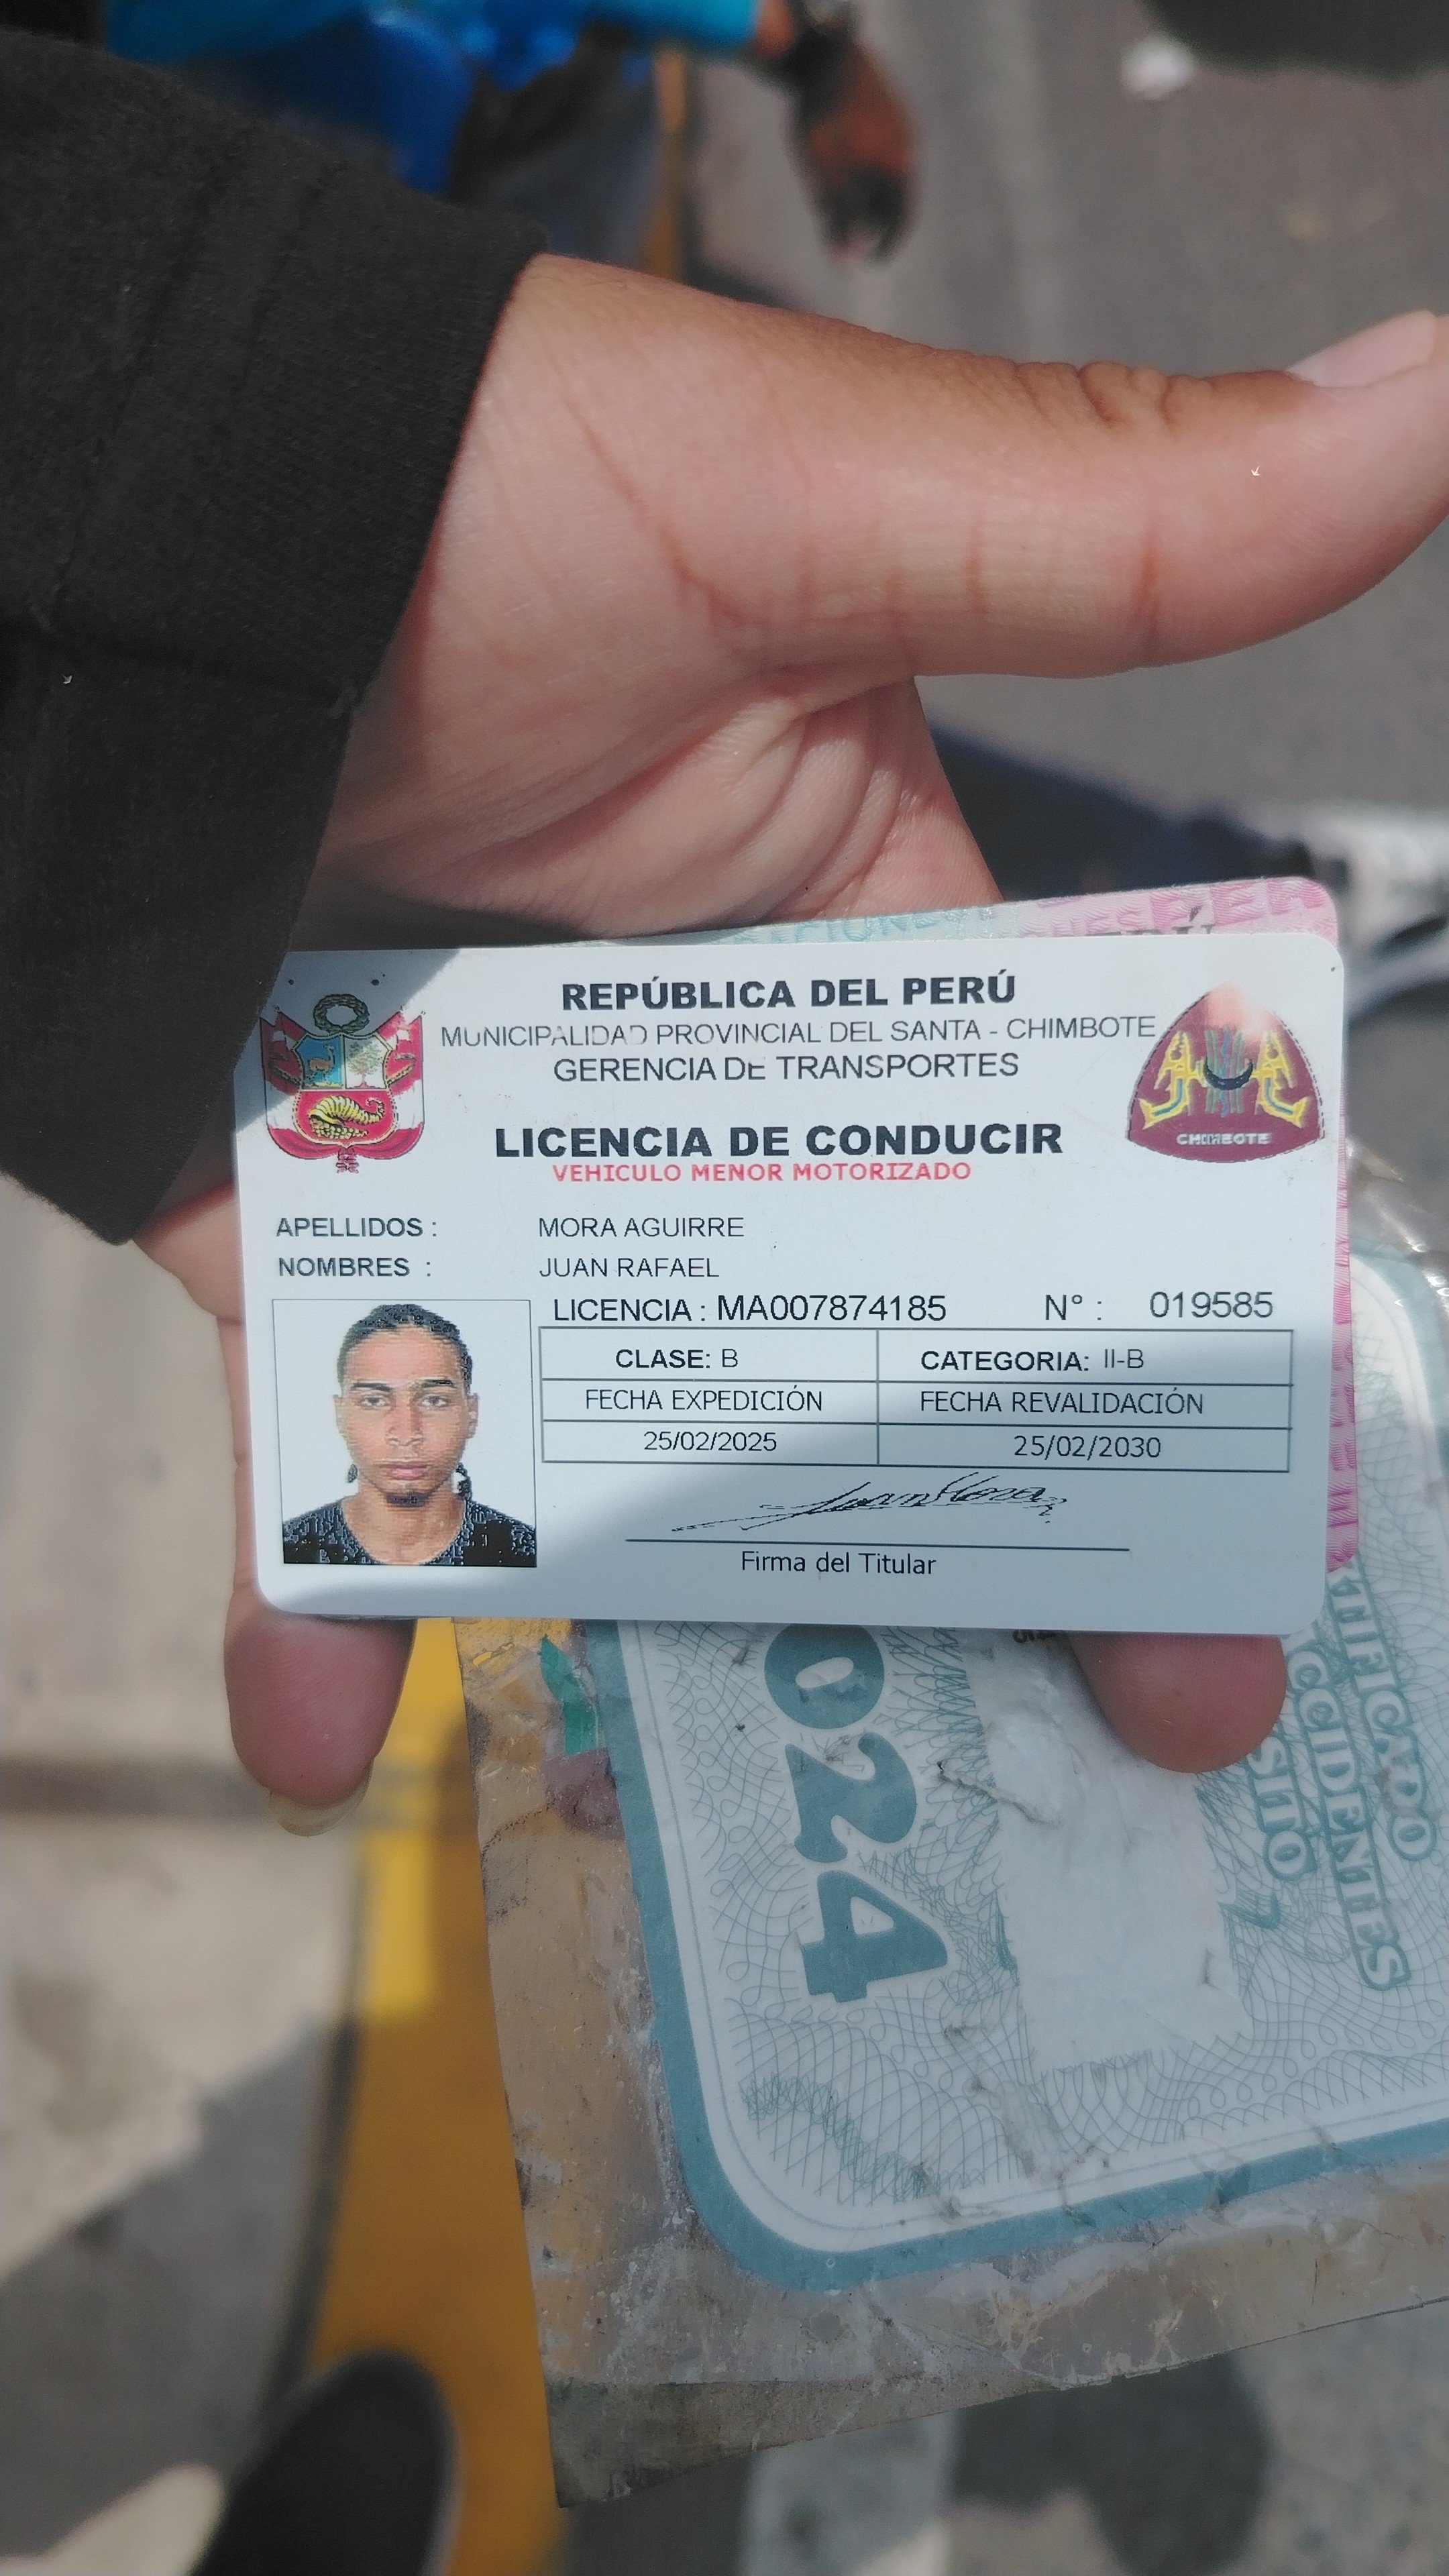 PERÚ
REPÚBLICA DEL PERÚ
MUNICIPALIDAD PROVINCIAL DEL SANTA - CHIMBOTE
GERENCIA DE TRANSPORTES
CHIMBOTE
LICENCIA DE CONDUCIR
VEHICULO MENOR MOTORIZADO
APELLIDOS : MORA AGUIRRE
NOMBRES : JUAN RAFAEL
LICENCIA : MA007874185 N° : 019585
CLASE: B CATEGORIA: II-B
FECHA EXPEDICIÓN FECHA REVALIDACIÓN
25/02/2025 25/02/2030
Firma del Titular
024